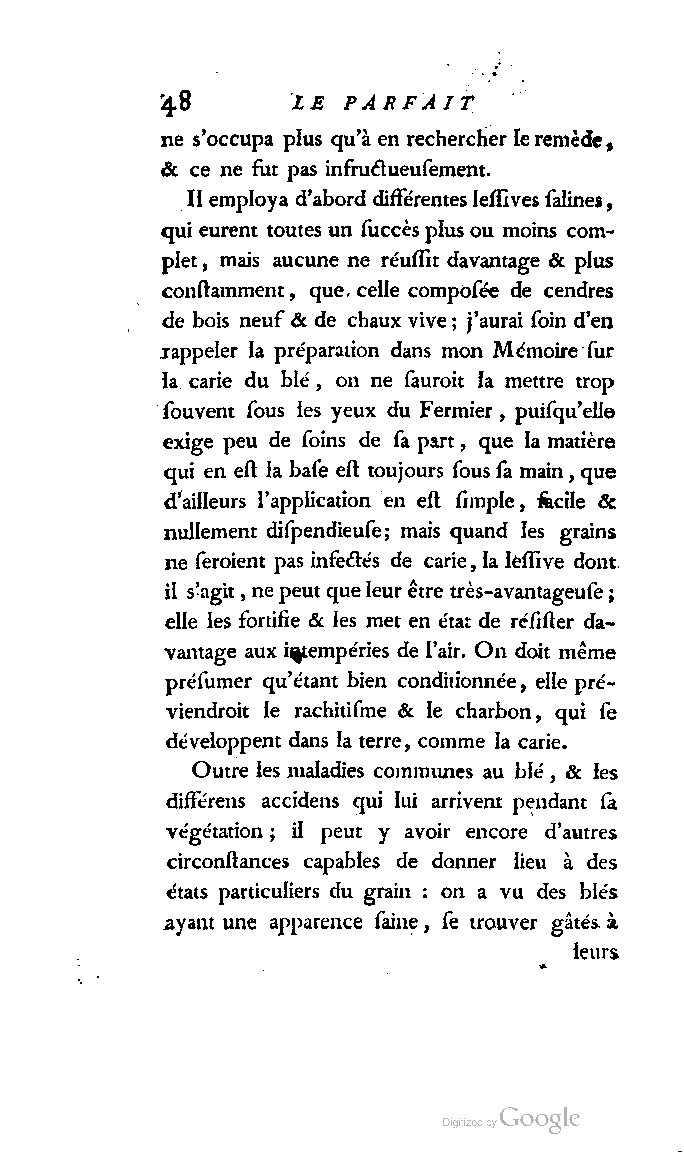 48 LE PARFAIT
ne s'occupa plus qu'à en rechercher le remède,
& ce ne fut pas infructueuſement.
Il employa d'abord différentes leſſives ſalines,
qui eurent toutes un ſuccès plus ou moins com-
plet, mais aucune ne réuſſit davantage & plus
conſtamment, que celle compoſée de cendres
de bois neuf & de chaux vive; j'aurai ſoin d'en
rappeler la préparation dans mon Mémoire ſur
la carie du blé, on ne ſauroit la mettre trop
ſouvent ſous les yeux du Fermier, puiſqu'elle
exige peu de ſoins de ſa part, que la matière
qui en eſt la baſe eſt toujours ſous ſa main, que
d'ailleurs l'application en eſt ſimple, facile &
nullement diſpendieuſe; mais quand les grains
ne ſeroient pas infectés de carie, la leſſive dont
il s'agit, ne peut que leur être très-avantageuſe;
elle les fortifie & les met en état de réſiſter da-
vantage aux intempéries de l'air. On doit même
préſumer qu'étant bien conditionnée, elle pré-
viendroit le rachitiſme & le charbon, qui ſe
développent dans la terre, comme la carie.
Outre les maladies communes au blé, & les
différens accidens qui lui arrivent pendant ſa
végétation; il peut y avoir encore d'autres
circonſtances capables de donner lieu à des
états particuliers du grain : on a vu des blés
ayant une apparence ſaine, ſe trouver gâtés à
leurs
Digitized by Google